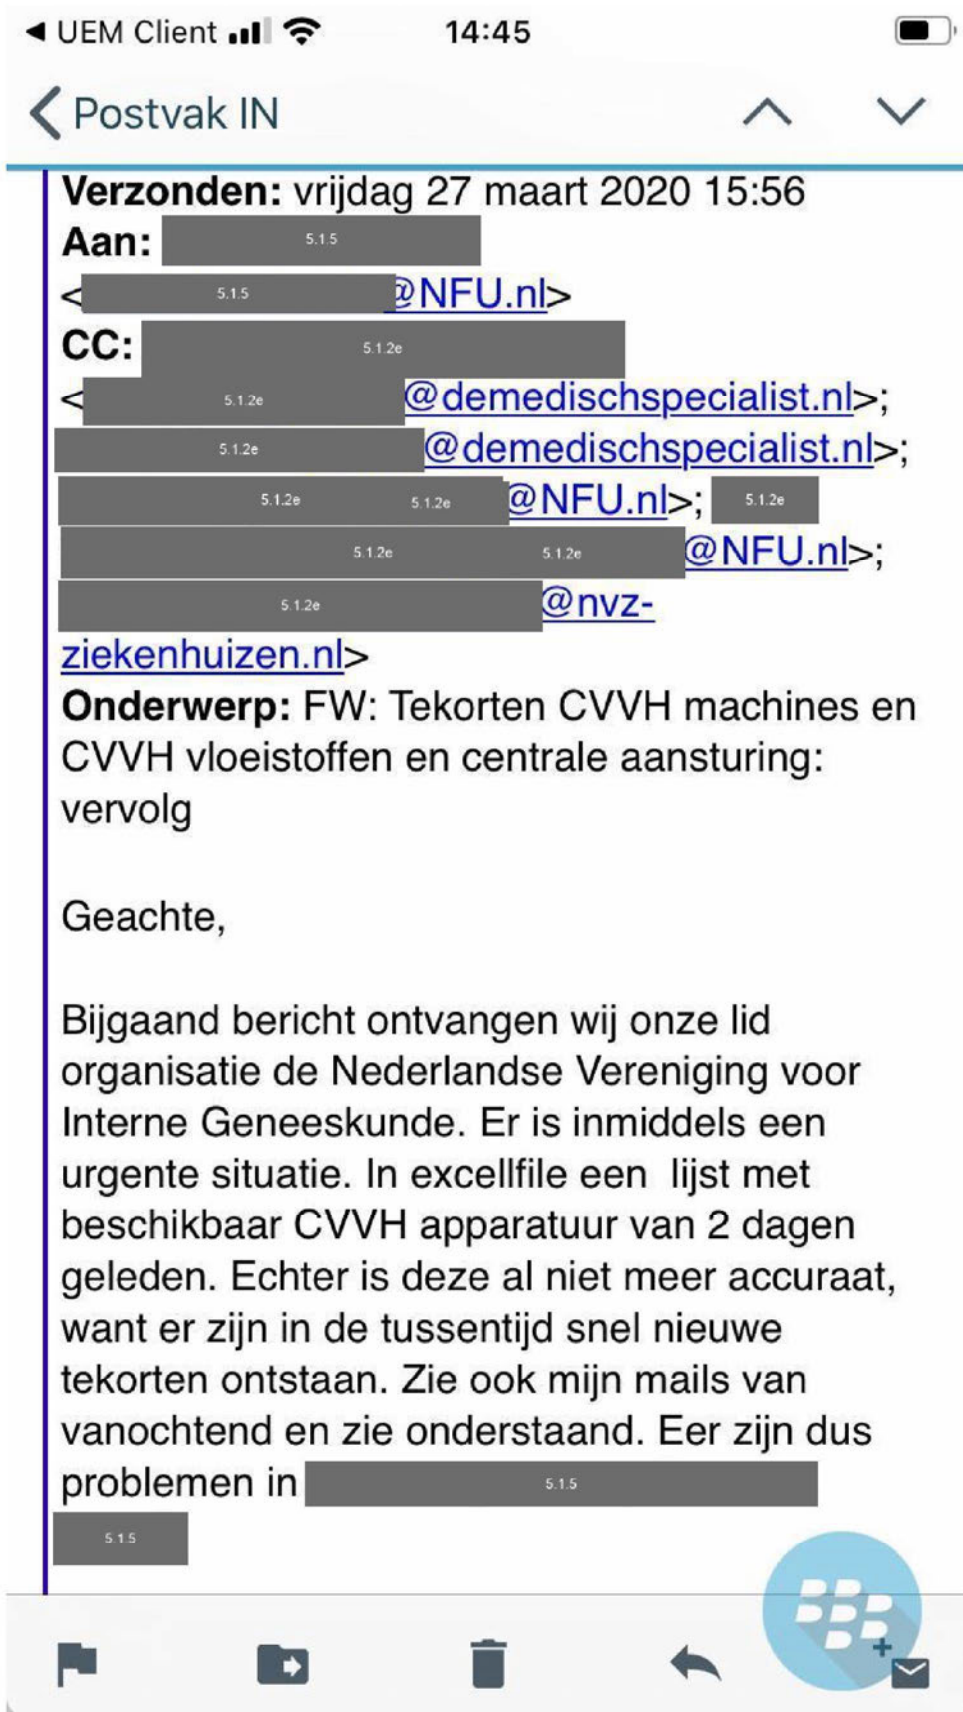 UEM Client
14:45
Postvak IN
Verzonden: vrijdag 27 maart 2020 15:56
Aan: 5.1.5
< 5.1.5 @NFU.nl>
CC: 5.1.2e
< 5.1.2e @demedischspecialist.nl>;
5.1.2e @demedischspecialist.nl>;
5.1.2e 5.1.2e @NFU.nl>; 5.1.2e
5.1.2e 5.1.2e @NFU.nl>;
5.1.2e @nvz-
ziekenhuizen.nl>
Onderwerp: FW: Tekorten CVVH machines en
CVVH vloeistoffen en centrale aansturing:
vervolg
Geachte,
Bijgaand bericht ontvangen wij onze lid
organisatie de Nederlandse Vereniging voor
Interne Geneeskunde. Er is inmiddels een
urgente situatie. In excellfile een lijst met
beschikbaar CVVH apparatuur van 2 dagen
geleden. Echter is deze al niet meer accuraat,
want er zijn in de tussentijd snel nieuwe
tekorten ontstaan. Zie ook mijn mails van
vanochtend en zie onderstaand. Eer zijn dus
problemen in 5.1.5
5.1.5